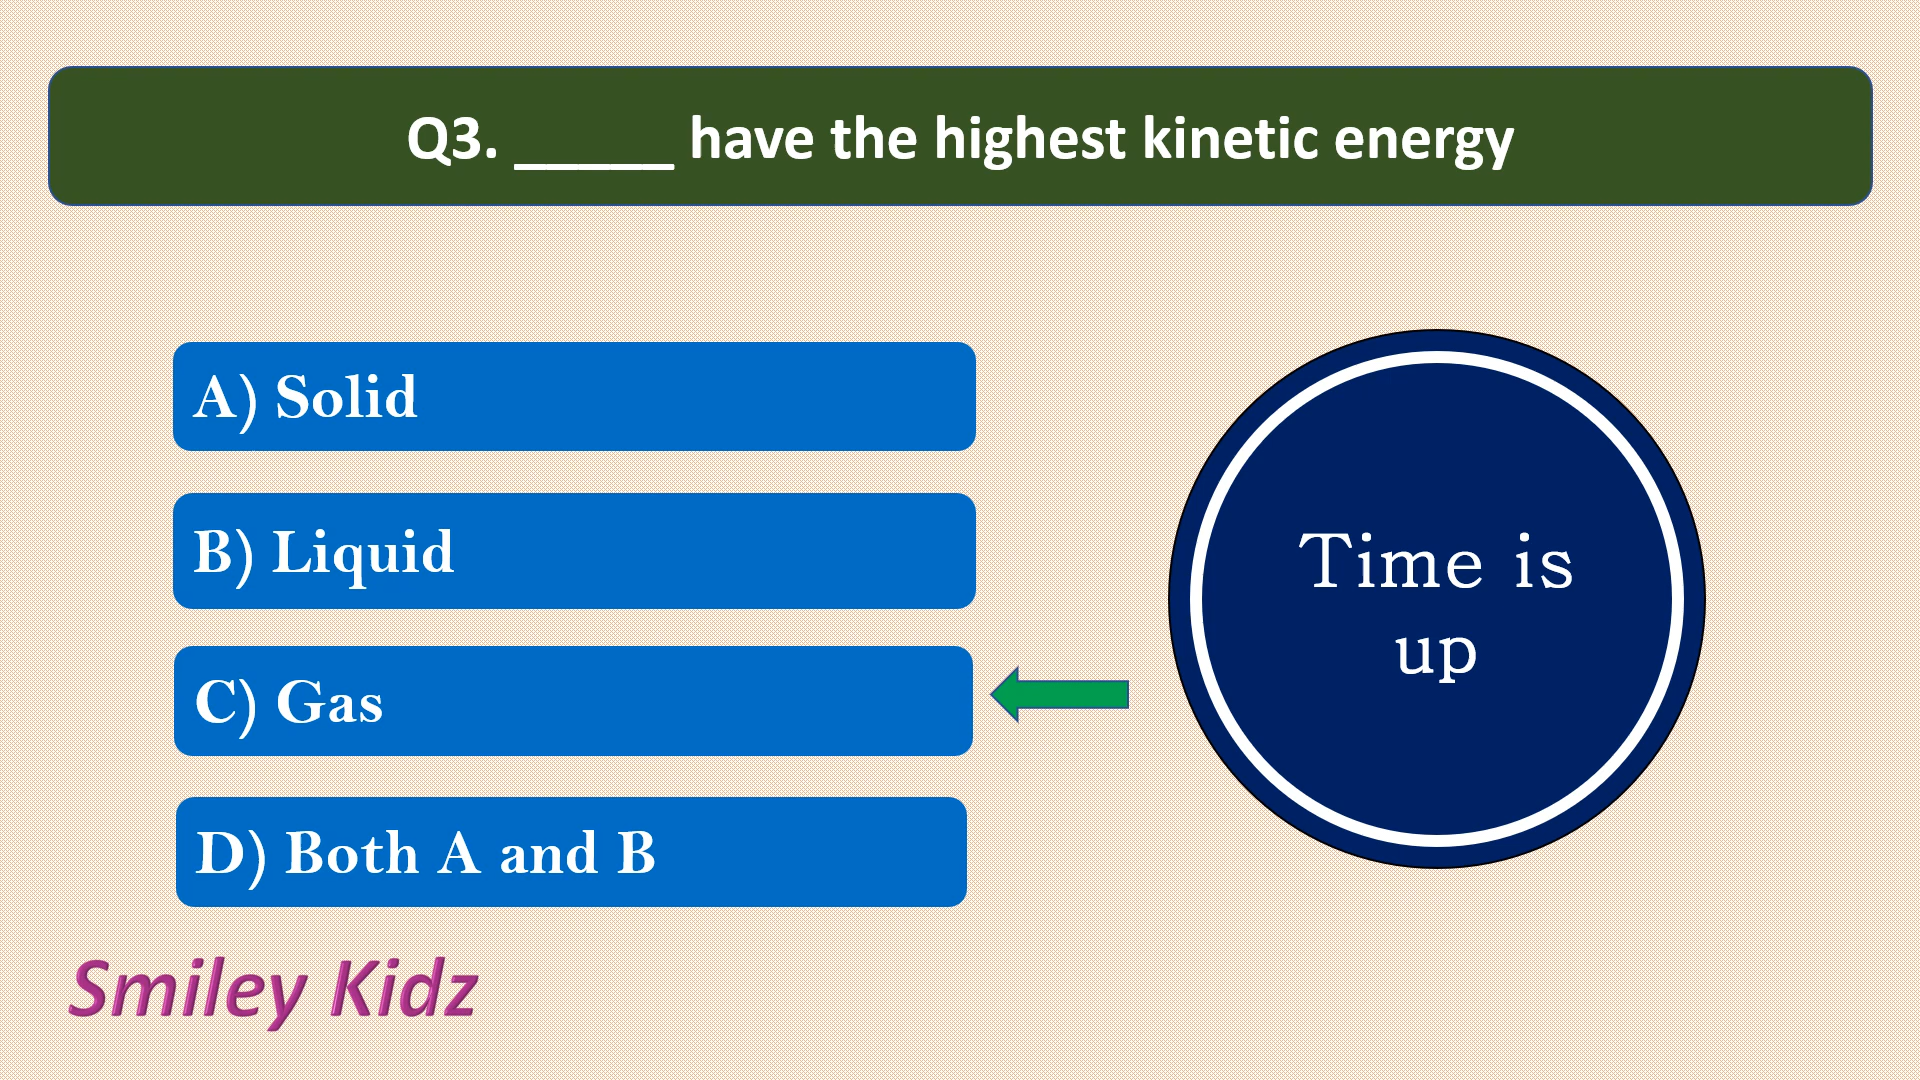 Q3. _____ have the highest kinetic energy
A) Solid
B) Liquid
C) Gas
D) Both A and B
Time is
up
Smiley Kidz